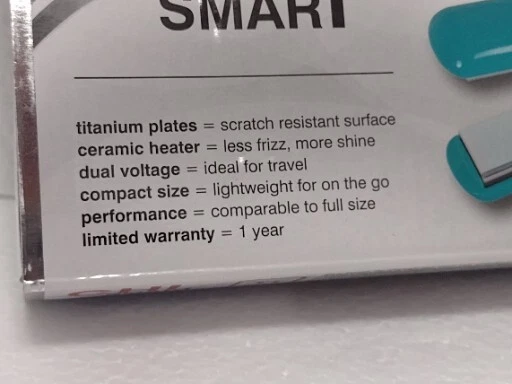 SMART
titanium plates = scratch resistant surface
ceramic heater = less frizz, more shine
dual voltage = ideal for travel
compact size = lightweight for on the go
performance = comparable to full size
limited warranty = 1 year